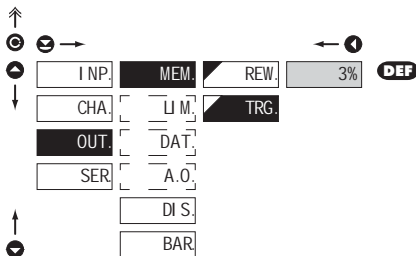 INP. MEM. REW. 3% DEF
CHA. LIM. TRG.
OUT. DAT.
SER. A.O.
DIS.
BAR.